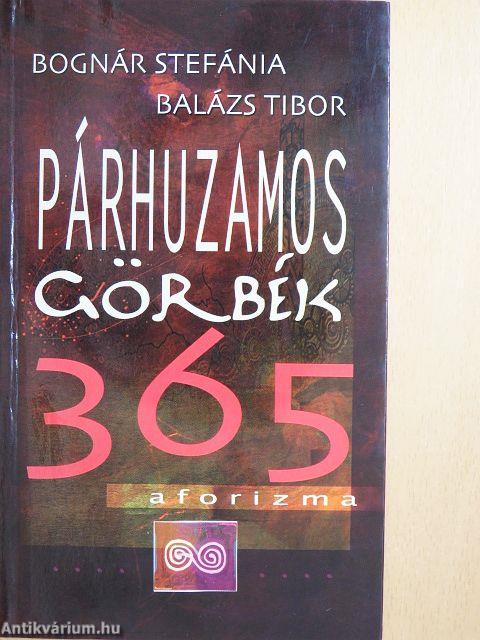 BOGNÁR STEFÁNIA
BALÁZS TIBOR
PÁRHUZAMOS
GÖRBÉK
365
aforizma
Antikvárium.hu